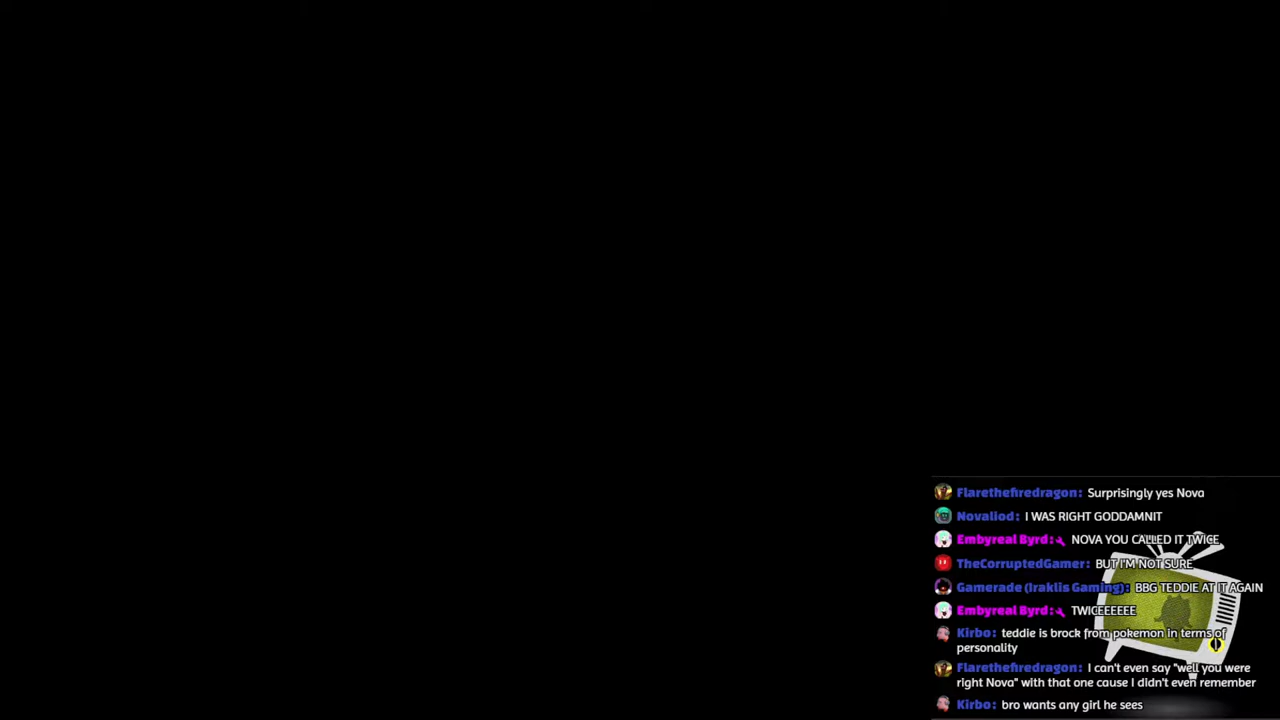 Flarethefiredragon: Surprisingly yes Nova
Novaliod: I WAS RIGHT GODDAMNIT
Embyreal Byrd: NOVA YOU CALLED IT TWICE
TheCorruptedGamer: BUT I'M NOT SURE
Gamerade (Iraklis Gaming): BBG TEDDIE AT IT AGAIN
Embyreal Byrd: TWICEEEEEE
Kirbo: teddie is brock from pokemon in terms of
personality
Flarethefiredragon: I can't even say "well you were
right Nova" with that one cause I didn't even remember
Kirbo: bro wants any girl he sees